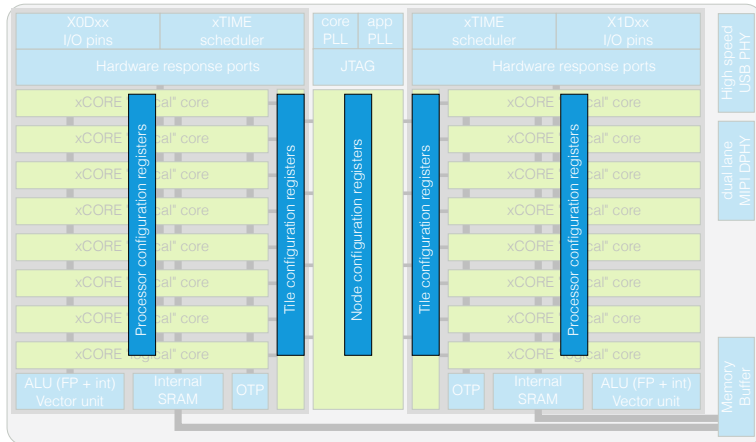 X0Dxx
I/O pins
xTIME
scheduler
core
PLL
app
PLL
xTIME
scheduler
X1Dxx
I/O pins
High speed
USB PHY
Hardware response ports
JTAG
Hardware response ports
xCORE cal" core
xCORE cal" core
xCORE cal" core
xCORE cal" core
xCORE cal" core
xCORE cal" core
xCORE cal" core
xCORE "logical" core
Processor configuration registers
Tile configuration registers
Node configuration registers
Tile configuration registers
Processor configuration registers
xCORE cal" core
xCORE cal" core
xCORE cal" core
xCORE cal" core
xCORE cal" core
xCORE cal" core
xCORE cal" core
xCORE "logical" core
dual lane
MIPI DPHY
ALU (FP + int)
Vector unit
Internal
SRAM
OTP
OTP
Internal
SRAM
ALU (FP + int)
Vector unit
Memory
Buffer